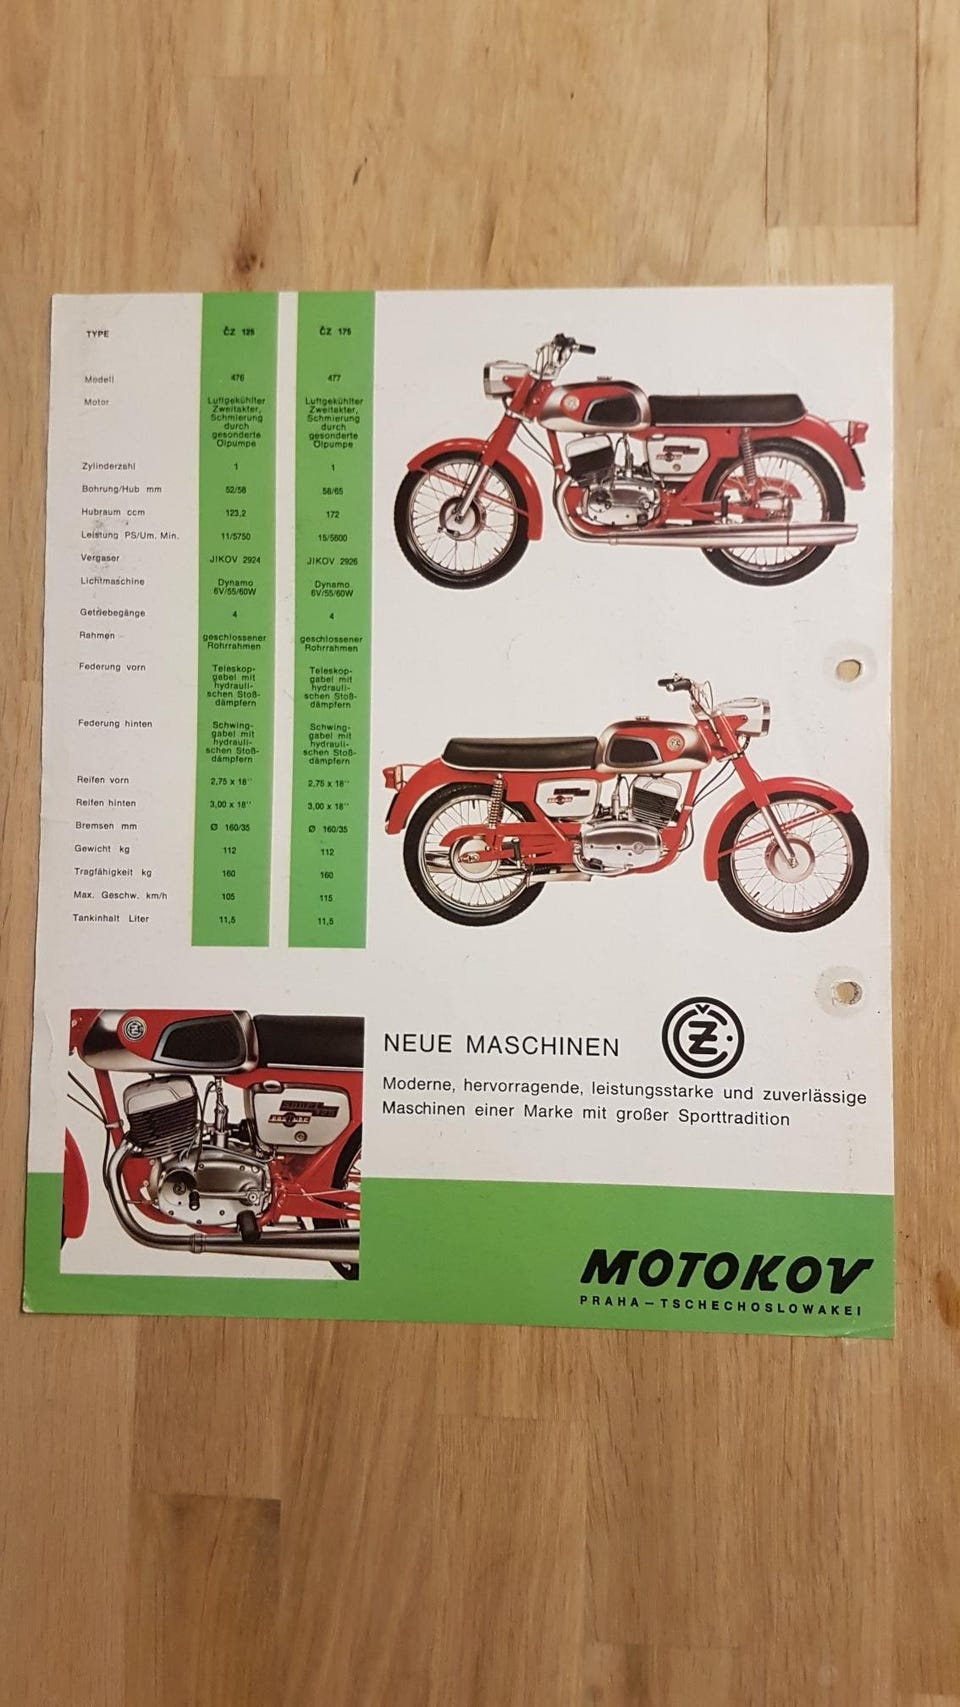 TYPE ČZ 125 ČZ 175
Modell 476 477
Motor Luftgekühlter Luftgekühlter
Zweitakter, Zweitakter,
Schmierung Schmierung
durch durch
gesonderte gesonderte
Ölpumpe Ölpumpe
Zylinderzahl 1 1
Bohrung/Hub mm 52/58 58/65
Hubraum ccm 123,2 172
Leistung PS/Um. Min. 11/5750 15/5600
Vergaser JIKOV 2924 JIKOV 2926
Lichtmaschine Dynamo Dynamo
6V/55/60W 6V/55/60W
Getriebegänge 4 4
Rahmen geschlossener geschlossener
Rohrrahmen Rohrrahmen
Federung vorn Teleskop- Teleskop-
gabel mit gabel mit
hydrauli- hydrauli-
schen Stoß- schen Stoß-
dämpfern dämpfern
Federung hinten Schwing- Schwing-
gabel mit gabel mit
hydrauli- hydrauli-
schen Stoß- schen Stoß-
dämpfern dämpfern
Reifen vorn 2,75 x 18'' 2,75 x 18''
Reifen hinten 3,00 x 18'' 3,00 x 18''
Bremsen mm Ø 160/35 Ø 160/35
Gewicht kg 112 112
Tragfähigkeit kg 160 160
Max. Geschw. km/h 105 115
Tankinhalt Liter 11,5 11,5
NEUE MASCHINEN
ČZ
Moderne, hervorragende, leistungsstarke und zuverlässige
Maschinen einer Marke mit großer Sporttradition
MOTOKOV
PRAHA – TSCHECHOSLOWAKEI